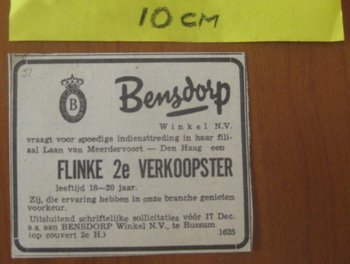 10 CM
51
B
Bensdorp
Winkel N.V.
vraagt voor spoedige indiensttreding in haar fili-
aal Laan van Meerdervoort — Den Haag een
FLINKE 2e VERKOOPSTER
leeftijd 18—20 jaar.
Zij, die ervaring hebben in onze branche genieten
voorkeur.
Uitsluitend schriftelijke sollicitaties vóór 17 Dec.
a.s. aan BENSDORP Winkel N.V., te Bussum
(op couvert 2e H.) 1625